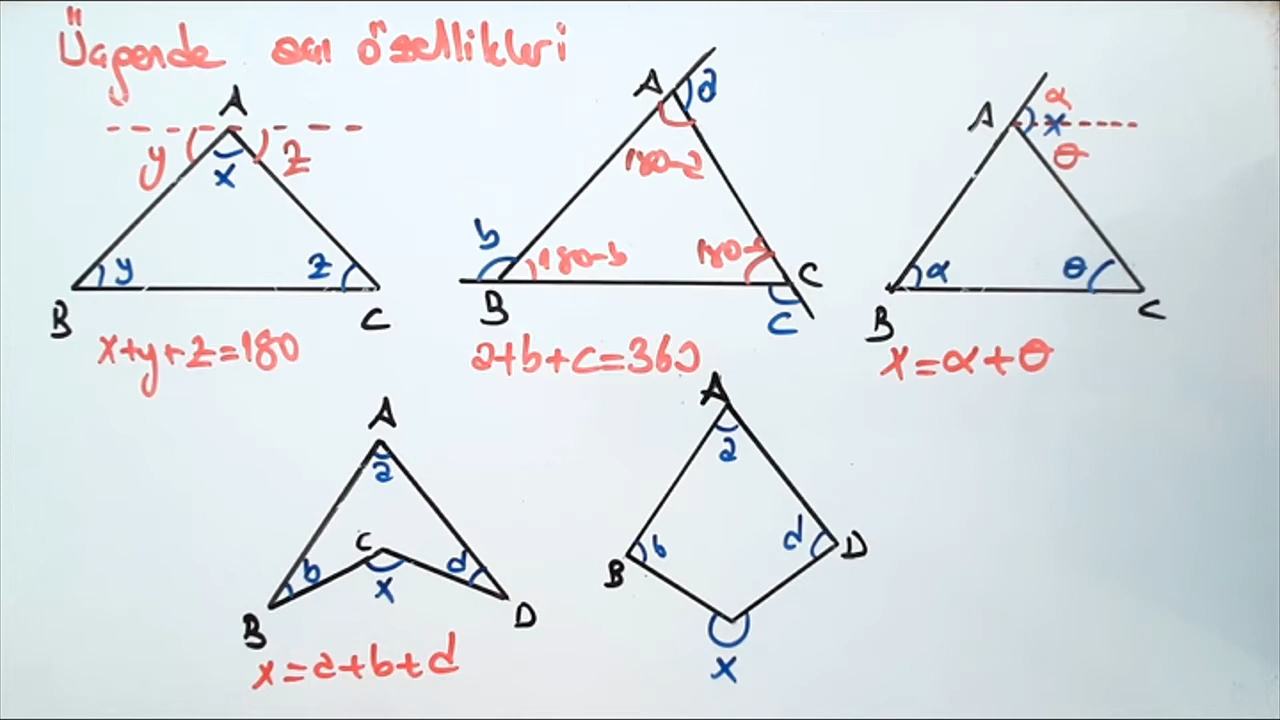 Üçgende açı özellikleri
A
y x z
y z
B C
x+y+z=180
A a
180-a
b 180-b 180-c C
B c
a+b+c=360
A α
x
θ
α θ
B C
x=α+θ
A
a
C
b d
x
B D
x=a+b+d
A
a
b d
B D
x